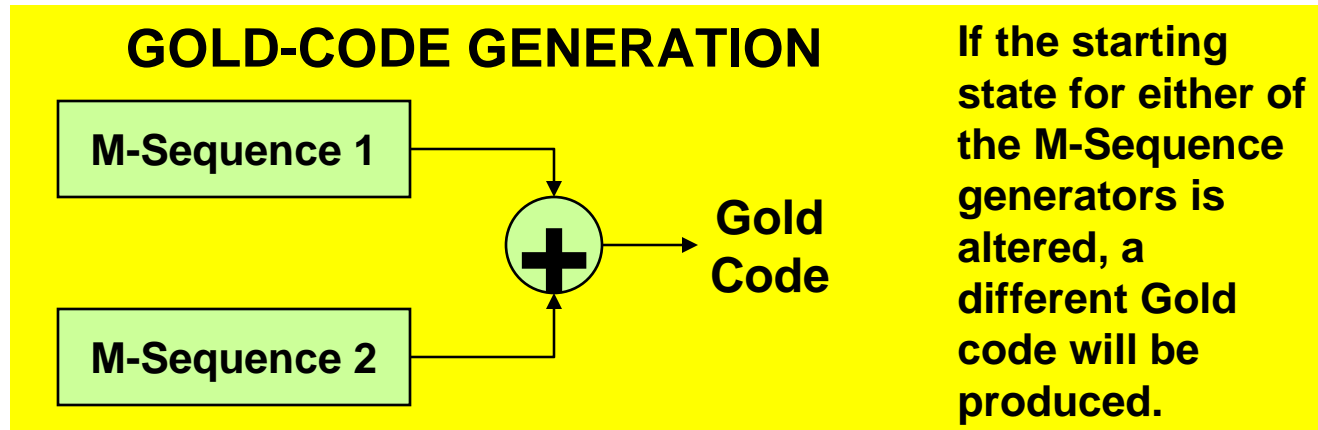 GOLD-CODE GENERATION
M-Sequence 1
M-Sequence 2
+
Gold
Code
If the starting
state for either of
the M-Sequence
generators is
altered, a
different Gold
code will be
produced.